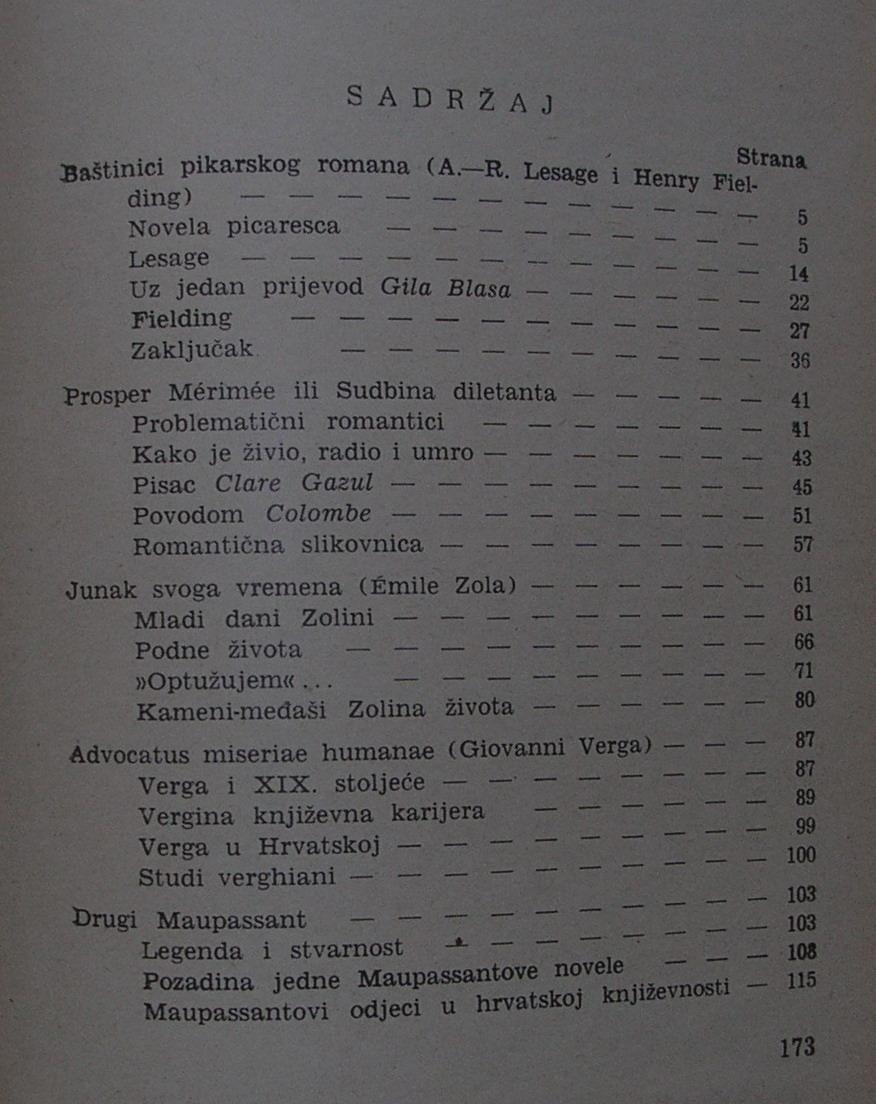 SADRŽAJ
Strana
Baštinici pikarskog romana (A.—R. Lesage i Henry Fiel-
ding) — — — — — — — — — — — 5
Novela picaresca — — — — — — — — 5
Lesage — — — — — — — — — — — 14
Uz jedan prijevod Gila Blasa — — — — — 22
Fielding — — — — — — — — — — 27
Zaključak — — — — — — — — — 36
Prosper Mérimée ili Sudbina diletanta — — — — 41
Problematični romantici — — — — — — 41
Kako je živio, radio i umro — — — — — — 43
Pisac Clare Gazul — — — — — — — — 45
Povodom Colombe — — — — — — — — 51
Romantična slikovnica — — — — — — — 57
Junak svoga vremena (Émile Zola) — — — — — 61
Mladi dani Zolini — — — — — — — — 61
Podne života — — — — — — — — — 66
»Optužujem« ... — — — — — — — — 71
Kameni-međaši Zolina života — — — — — 80
Advocatus miseriae humanae (Giovanni Verga) — — — 87
Verga i XIX. stoljeće — — — — — — — 87
Vergina književna karijera — — — — — 89
Verga u Hrvatskoj — — — — — — — — 99
Studi verghiani — — — — — — — — — 100
Drugi Maupassant — — — — — — — — — 103
Legenda i stvarnost — — — — — — — 103
Pozadina jedne Maupassantove novele — — — 108
Maupassantovi odjeci u hrvatskoj književnosti — 115
173